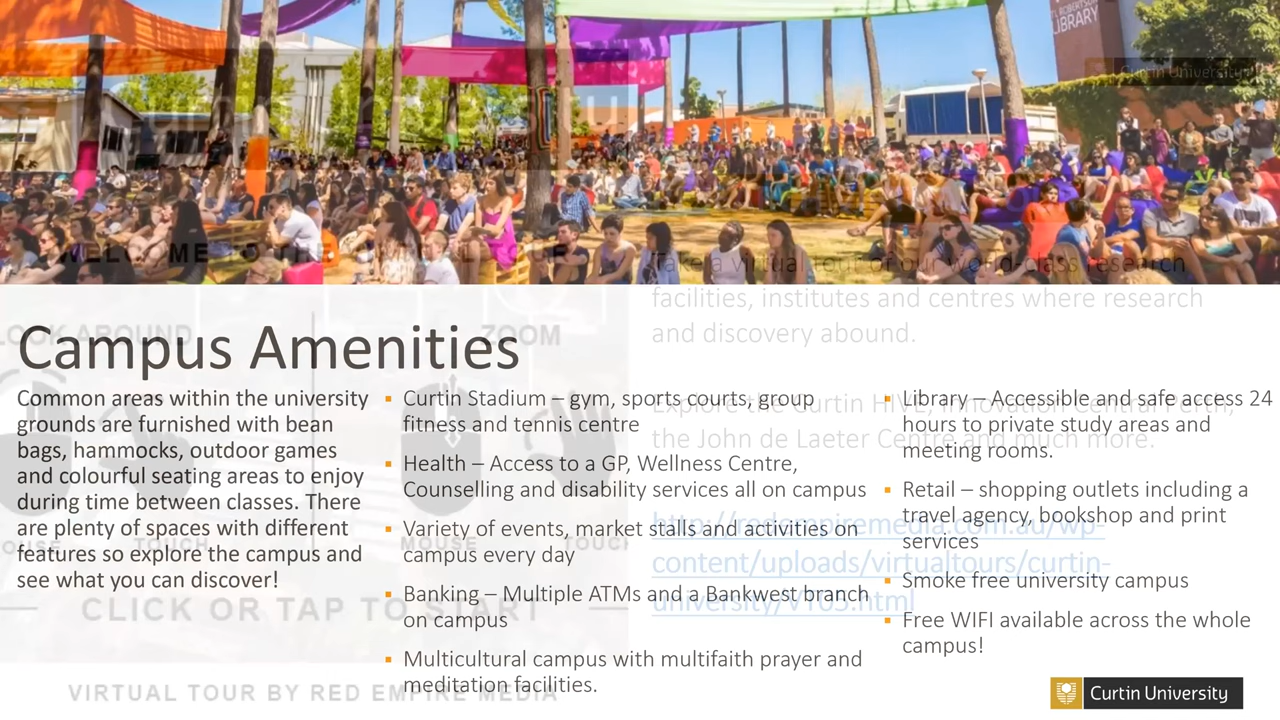 ROBERTSON
LIBRARY
Curtin University
WELCOME TO THE
Take a virtual tour of our world-class research
facilities, institutes and centres where research
and discovery abound.
LOOK AROUND
ZOOM
Campus Amenities
Common areas within the university
grounds are furnished with bean
bags, hammocks, outdoor games
and colourful seating areas to enjoy
during time between classes. There
are plenty of spaces with different
features so explore the campus and
see what you can discover!
▪ Curtin Stadium – gym, sports courts, group
fitness and tennis centre
▪ Health – Access to a GP, Wellness Centre,
Counselling and disability services all on campus
▪ Variety of events, market stalls and activities on
campus every day
▪ Banking – Multiple ATMs and a Bankwest branch
on campus
▪ Multicultural campus with multifaith prayer and
meditation facilities.
▪ Library – Accessible and safe access 24
hours to private study areas and
meeting rooms.
▪ Retail – shopping outlets including a
travel agency, bookshop and print
services
▪ Smoke free university campus
▪ Free WIFI available across the whole
campus!
Explore the Curtin HIVE, Innovation Central Perth,
the John de Laeter Centre and much more.
http://redempiremedia.com.au/wp-
content/uploads/virtualtours/curtin-
university/VT05.html
TOUCH
MOUSE
TOUCH
CLICK OR TAP TO START
VIRTUAL TOUR BY RED EMPIRE MEDIA
Curtin University